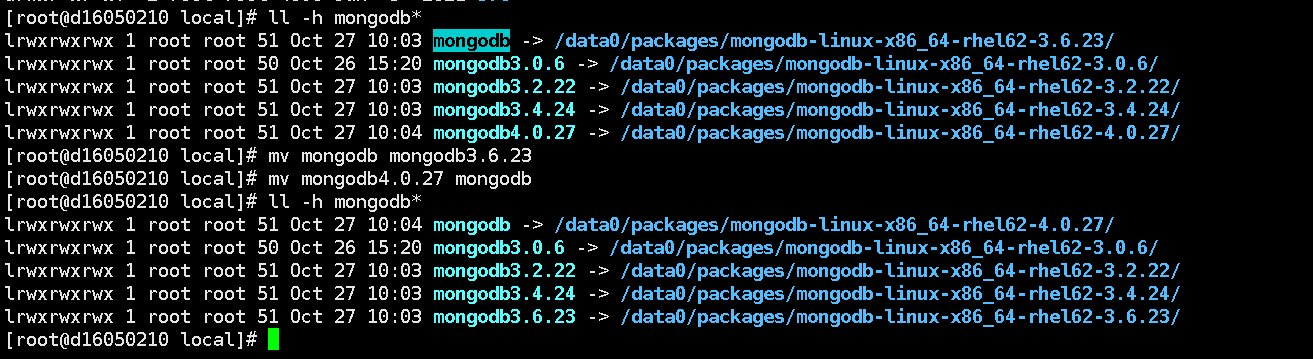 [root@d16050210 local]# ll -h mongodb*
lrwxrwxrwx 1 root root 51 Oct 27 10:03 mongodb -> /data0/packages/mongodb-linux-x86_64-rhel62-3.6.23/
lrwxrwxrwx 1 root root 50 Oct 26 15:20 mongodb3.0.6 -> /data0/packages/mongodb-linux-x86_64-rhel62-3.0.6/
lrwxrwxrwx 1 root root 51 Oct 27 10:03 mongodb3.2.22 -> /data0/packages/mongodb-linux-x86_64-rhel62-3.2.22/
lrwxrwxrwx 1 root root 51 Oct 27 10:03 mongodb3.4.24 -> /data0/packages/mongodb-linux-x86_64-rhel62-3.4.24/
lrwxrwxrwx 1 root root 51 Oct 27 10:04 mongodb4.0.27 -> /data0/packages/mongodb-linux-x86_64-rhel62-4.0.27/
[root@d16050210 local]# mv mongodb mongodb3.6.23
[root@d16050210 local]# mv mongodb4.0.27 mongodb
[root@d16050210 local]# ll -h mongodb*
lrwxrwxrwx 1 root root 51 Oct 27 10:04 mongodb -> /data0/packages/mongodb-linux-x86_64-rhel62-4.0.27/
lrwxrwxrwx 1 root root 50 Oct 26 15:20 mongodb3.0.6 -> /data0/packages/mongodb-linux-x86_64-rhel62-3.0.6/
lrwxrwxrwx 1 root root 51 Oct 27 10:03 mongodb3.2.22 -> /data0/packages/mongodb-linux-x86_64-rhel62-3.2.22/
lrwxrwxrwx 1 root root 51 Oct 27 10:03 mongodb3.4.24 -> /data0/packages/mongodb-linux-x86_64-rhel62-3.4.24/
lrwxrwxrwx 1 root root 51 Oct 27 10:03 mongodb3.6.23 -> /data0/packages/mongodb-linux-x86_64-rhel62-3.6.23/
[root@d16050210 local]#